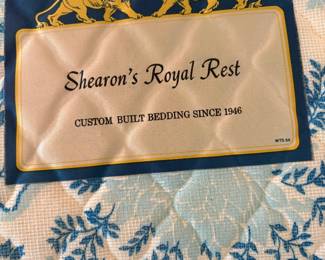 Shearon's Royal Rest
CUSTOM BUILT BEDDING SINCE 1946